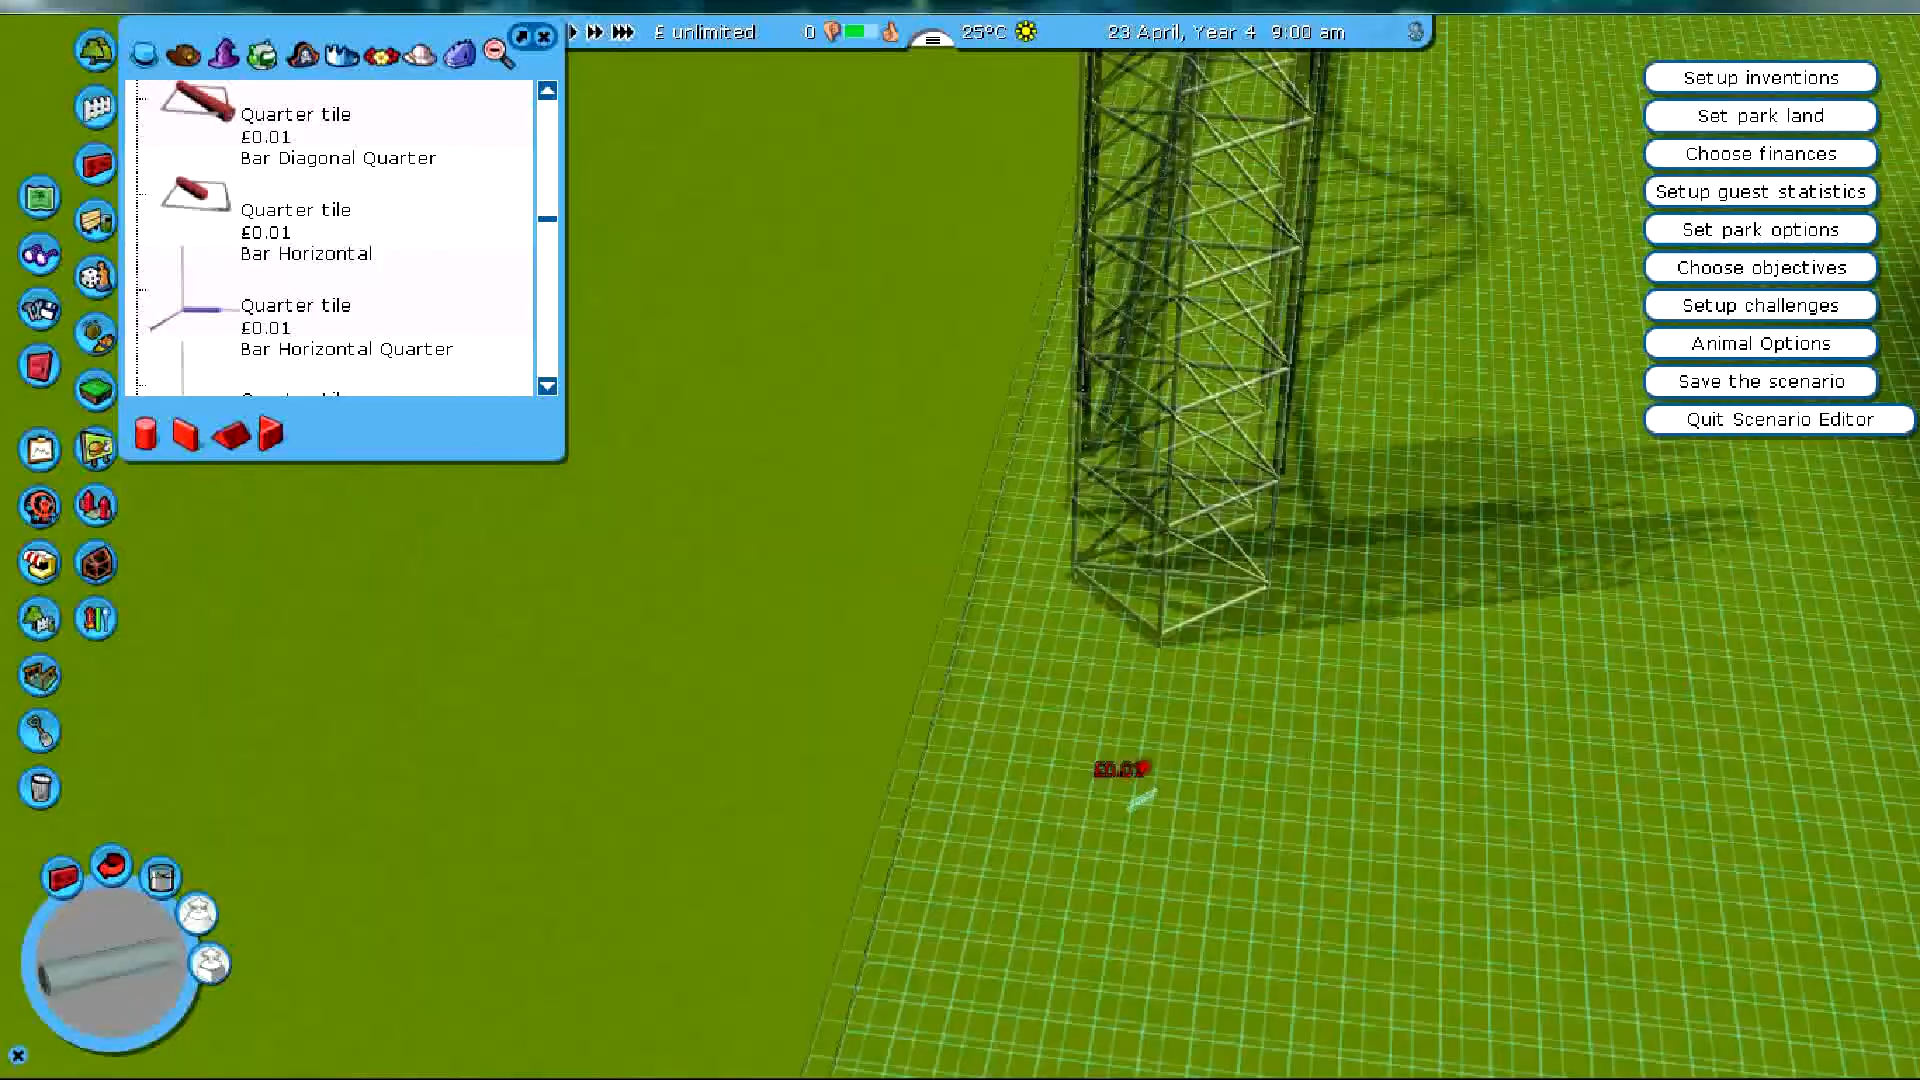 £ unlimited
0
25°C
23 April, Year 4 9:00 am
Quarter tile
£0.01
Bar Diagonal Quarter
Quarter tile
£0.01
Bar Horizontal
Quarter tile
£0.01
Bar Horizontal Quarter
Setup inventions
Set park land
Choose finances
Setup guest statistics
Set park options
Choose objectives
Setup challenges
Animal Options
Save the scenario
Quit Scenario Editor
£0.01